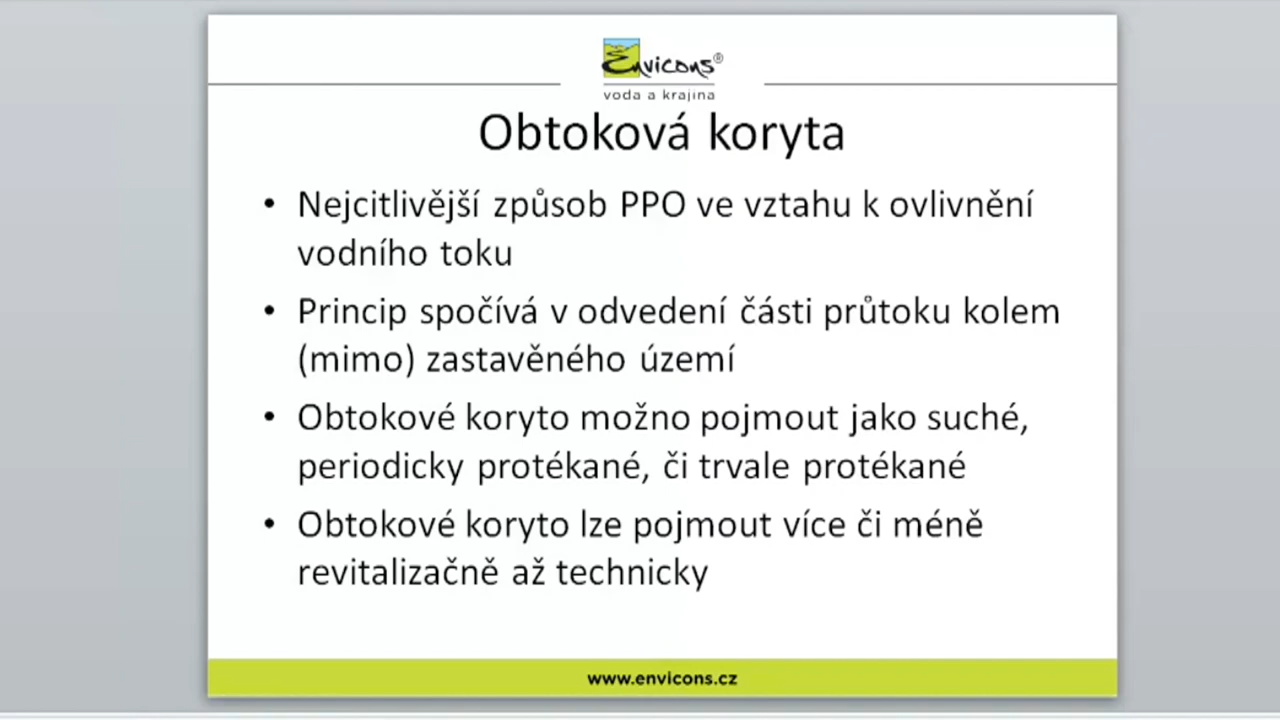 Envicons®
voda a krajina
Obtoková koryta
• Nejcitlivější způsob PPO ve vztahu k ovlivnění
vodního toku
• Princip spočívá v odvedení části průtoku kolem
(mimo) zastavěného území
• Obtokové koryto možno pojmout jako suché,
periodicky protékané, či trvale protékané
• Obtokové koryto lze pojmout více či méně
revitalizačně až technicky
www.envicons.cz